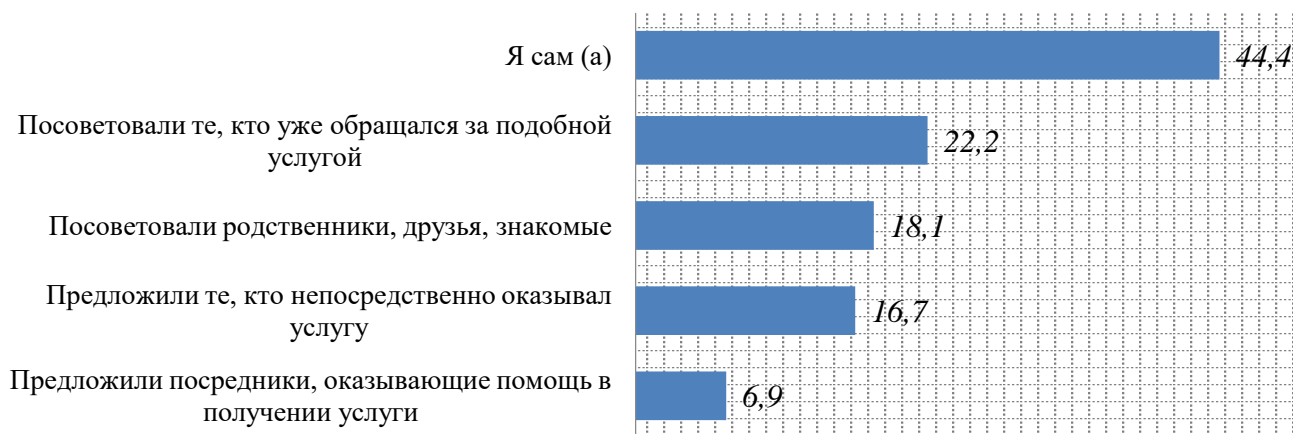 Я сам (а)
44,4
Посоветовали те, кто уже обращался за подобной
услугой
22,2
Посоветовали родственники, друзья, знакомые
18,1
Предложили те, кто непосредственно оказывал
услугу
16,7
Предложили посредники, оказывающие помощь в
получении услуги
6,9